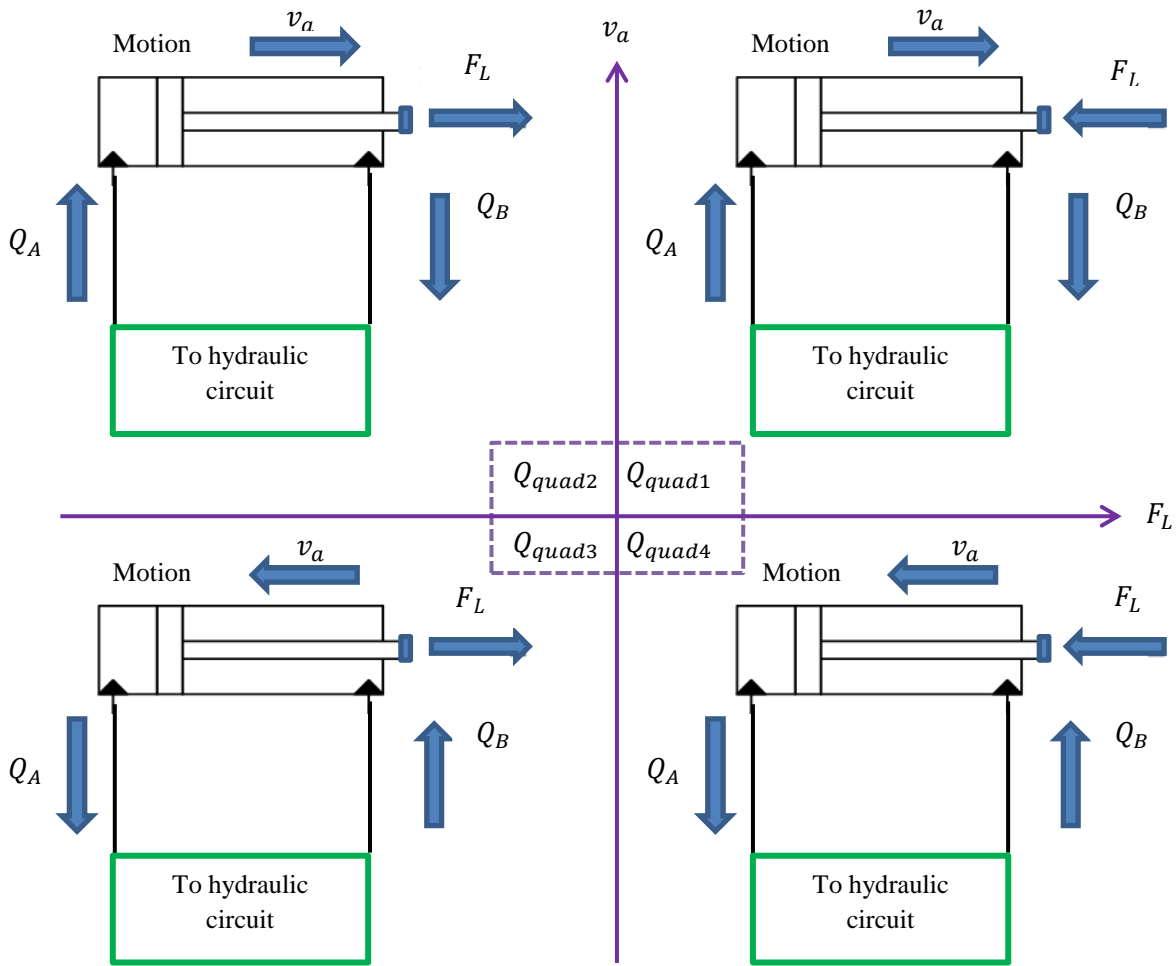 v_a
Motion
F_L
Q_A
Q_B
To hydraulic
circuit
v_a
v_a
Motion
F_L
Q_A
Q_B
To hydraulic
circuit
Q_quad2 Q_quad1
F_L
Q_quad3 Q_quad4
v_a
Motion
F_L
Q_A
Q_B
To hydraulic
circuit
v_a
Motion
F_L
Q_A
Q_B
To hydraulic
circuit